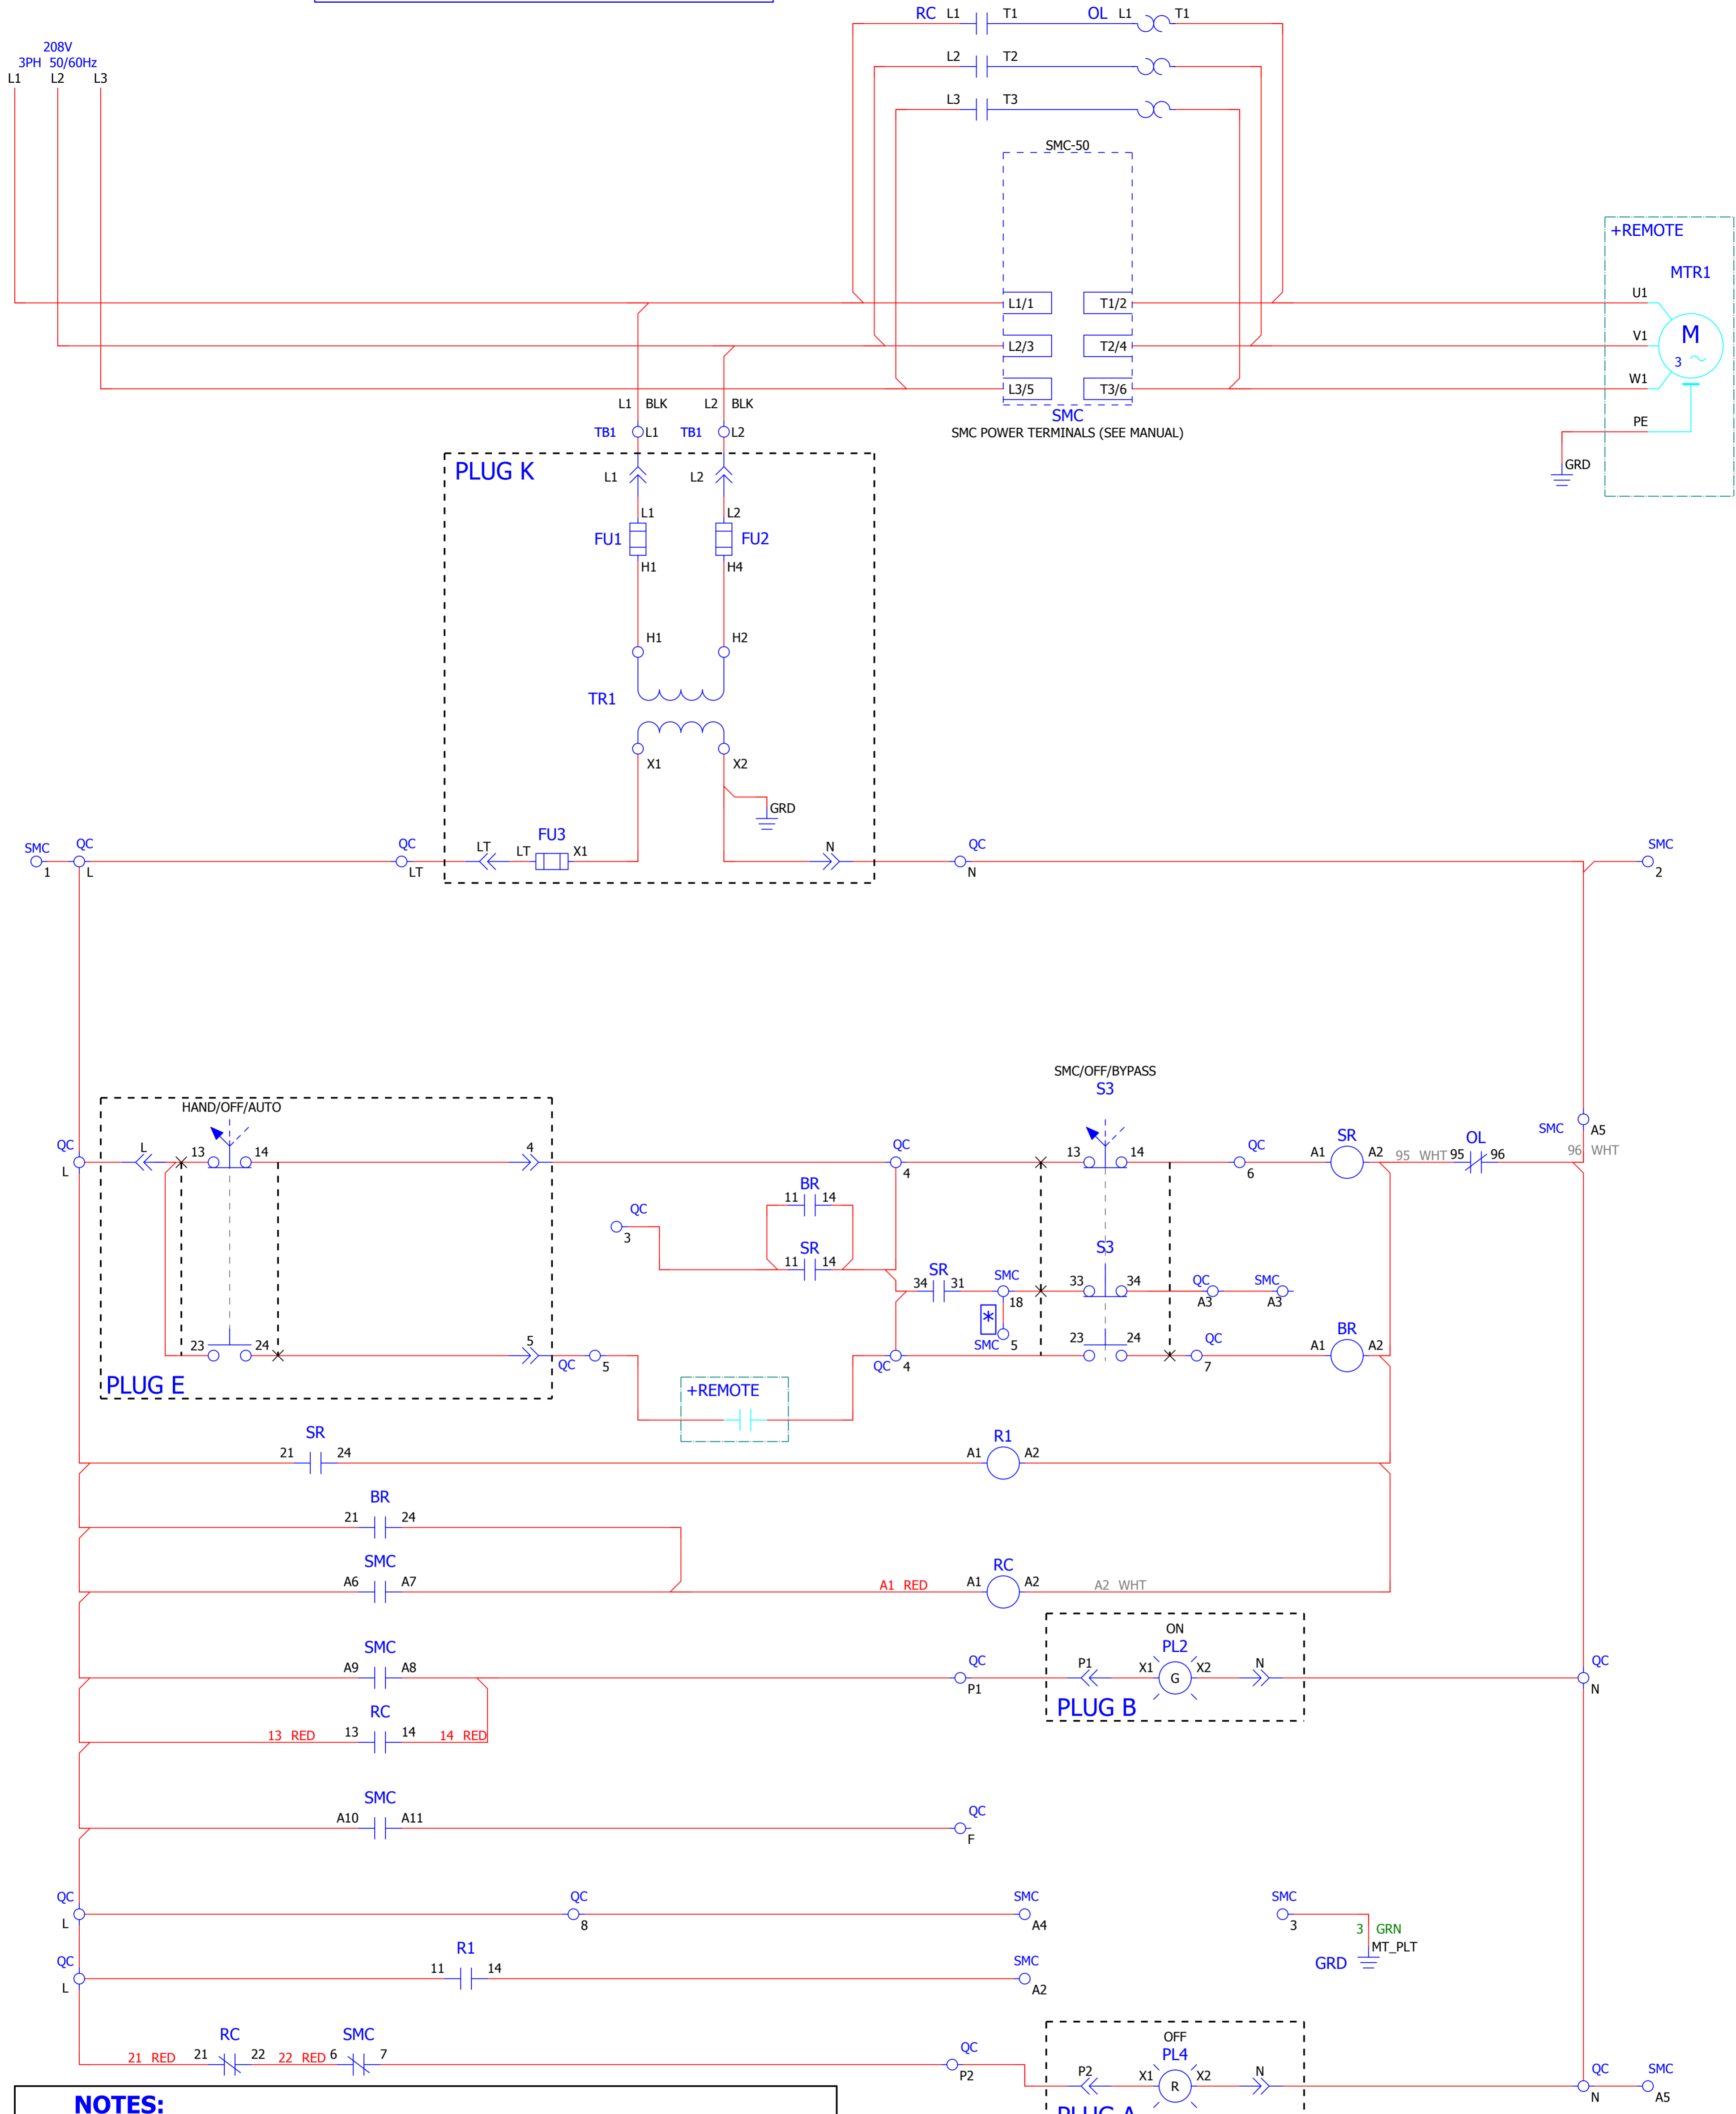 RC L1 T1 OL L1 T1
208V
3PH 50/60Hz
L1 L2 L3
L2 T2
L3 T3
SMC-50
+REMOTE
MTR1
U1
L1/1 T1/2
V1
M
3
L2/3 T2/4
W1
L3/5 T3/6
L1 BLK L2 BLK
SMC
PE
TB1 L1 TB1 L2
SMC POWER TERMINALS (SEE MANUAL)
PLUG K
L1 L2
GRD
L1 L2
FU1 FU2
H1 H4
H1 H2
TR1
X1 X2
GRD
FU3
SMC QC QC LT LT X1 N QC SMC
1 L LT N 2
SMC/OFF/BYPASS
S3
HAND/OFF/AUTO
SMC A5
QC L 13 14 4 QC 13 14 QC SR OL
A1 A2 95 WHT 95 96 96 WHT
L 4 6
BR
11 14
QC
3
SR
11 14
S3
SR
34 31 SMC 33 34 QC SMC
18 A3 A3
*
23 24 5 SMC 5 23 24 QC BR
A1 A2
QC 5 QC 4 7
PLUG E
+REMOTE
SR R1
21 24 A1 A2
BR
21 24
SMC RC
A6 A7 A1 RED A1 A2 A2 WHT
ON
SMC PL2
A9 A8 QC P1 X1 G X2 N QC
P1 N
RC PLUG B
13 RED 13 14 14 RED
SMC
A10 A11 QC
F
QC QC SMC SMC
L 8 A4 3
3 GRN
QC R1 SMC MT_PLT
11 14 GRD
L A2
OFF
RC SMC PL4
21 RED 21 22 22 RED 6 7 QC
P2 P2 X1 R X2 N QC SMC
N A5
NOTES:
PLUG A